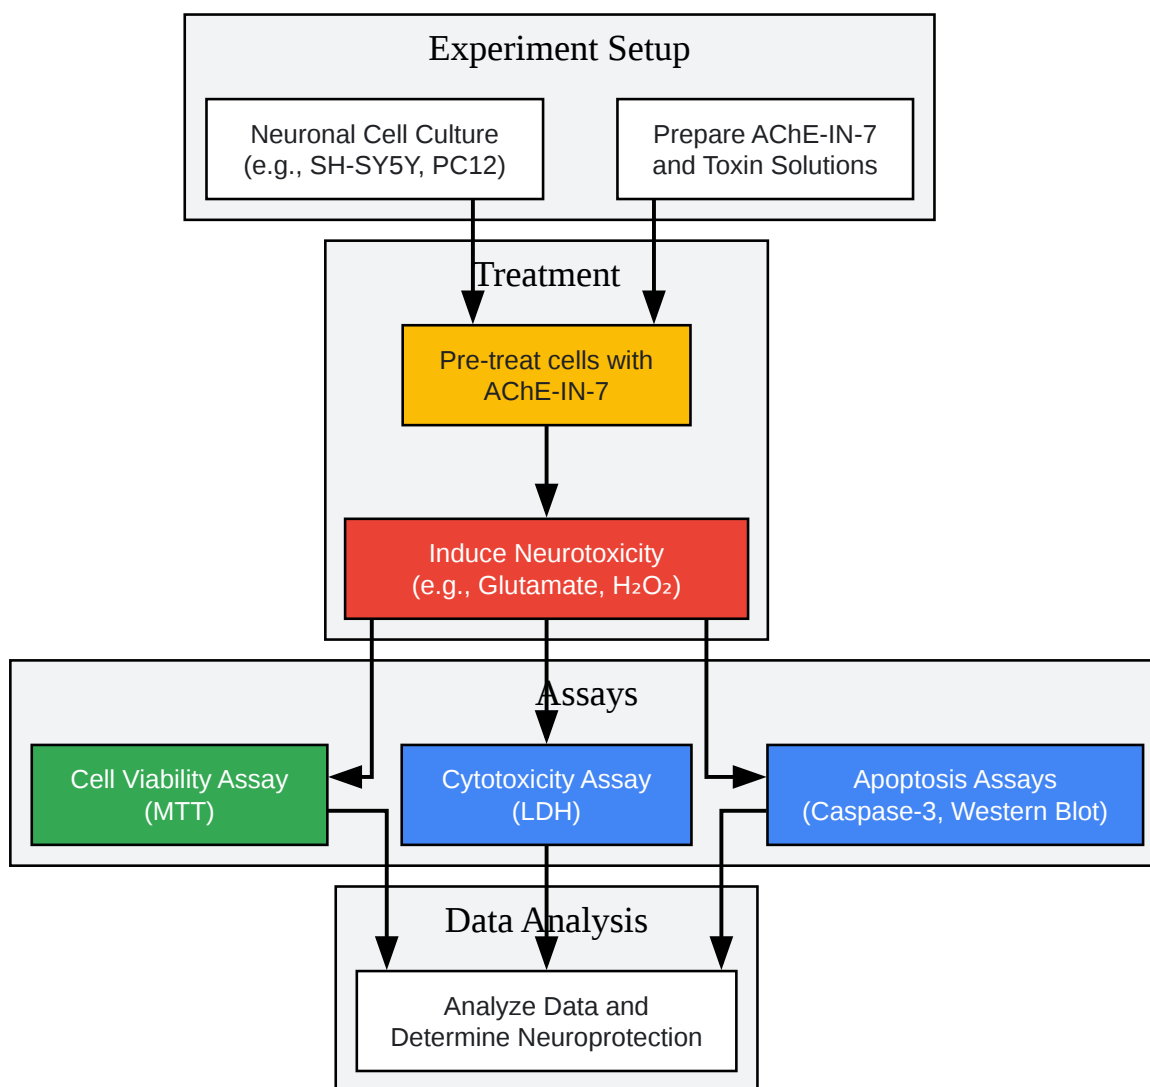 Experiment Setup
Neuronal Cell Culture
(e.g., SH-SY5Y, PC12)
Prepare AChE-IN-7
and Toxin Solutions
Treatment
Pre-treat cells with
AChE-IN-7
Induce Neurotoxicity
(e.g., Glutamate, H₂O₂)
Assays
Cell Viability Assay
(MTT)
Cytotoxicity Assay
(LDH)
Apoptosis Assays
(Caspase-3, Western Blot)
Data Analysis
Analyze Data and
Determine Neuroprotection